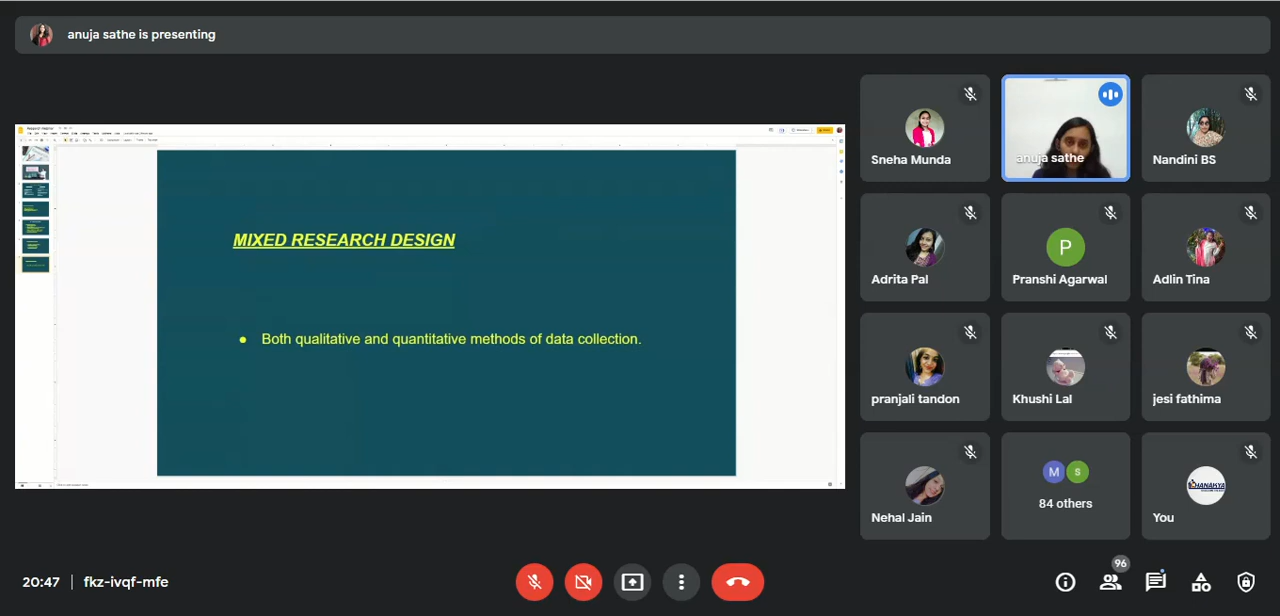 anuja sathe is presenting
MIXED RESEARCH DESIGN
● Both qualitative and quantitative methods of data collection.
Sneha Munda
anuja sathe
Nandini BS
Adrita Pal
P
Pranshi Agarwal
Adlin Tina
pranjali tandon
Khushi Lal
jesi fathima
Nehal Jain
M S
84 others
You
20:47 | fkz-ivqf-mfe
96